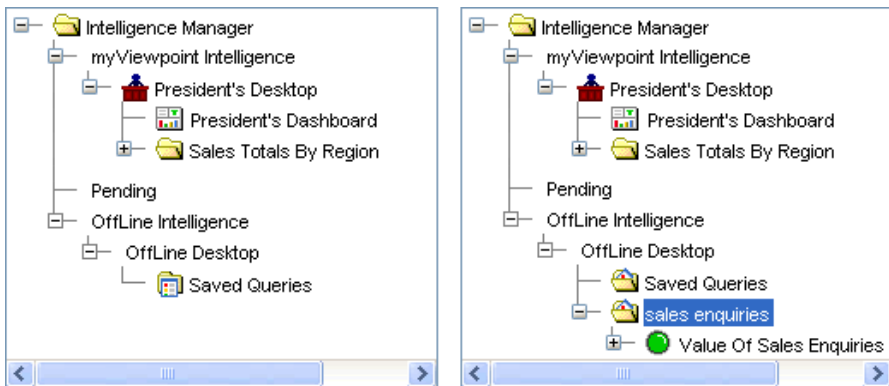 Intelligence Manager
myViewpoint Intelligence
President's Desktop
President's Dashboard
Sales Totals By Region
Pending
OffLine Intelligence
OffLine Desktop
Saved Queries
Intelligence Manager
myViewpoint Intelligence
President's Desktop
President's Dashboard
Sales Totals By Region
Pending
OffLine Intelligence
OffLine Desktop
Saved Queries
sales enquiries
Value Of Sales Enquiries